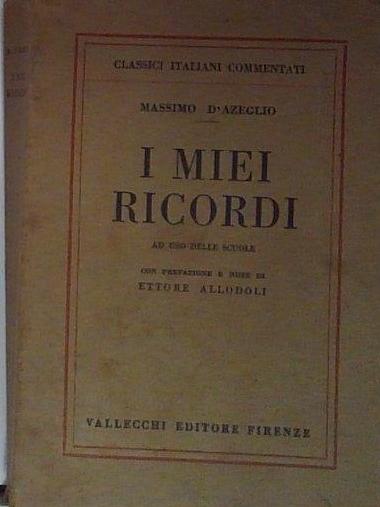 CLASSICI ITALIANI COMMENTATI
MASSIMO D'AZEGLIO
I MIEI
RICORDI
AD USO DELLE SCUOLE
CON PREFAZIONE E NOTE DI
ETTORE ALLODOLI
VALLECCHI EDITORE FIRENZE